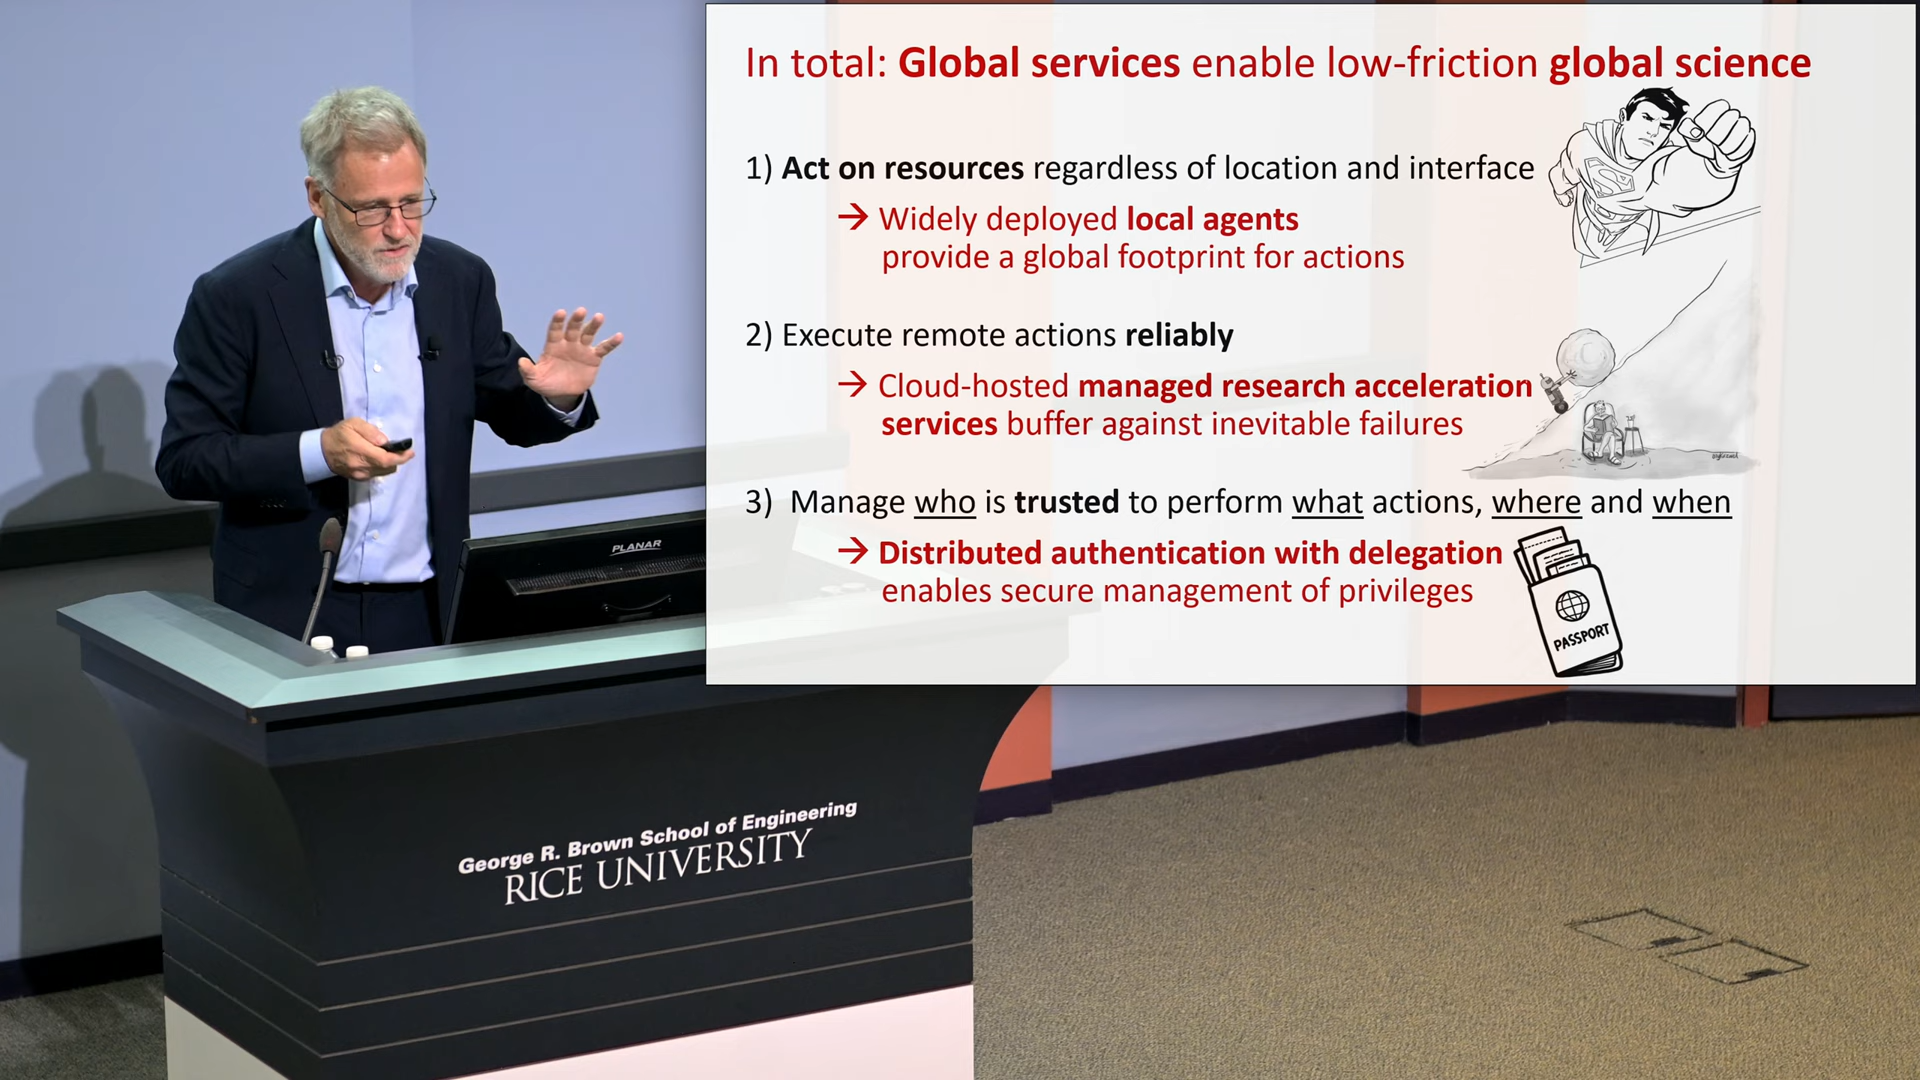 In total: Global services enable low-friction global science
1) Act on resources regardless of location and interface
→ Widely deployed local agents
provide a global footprint for actions
2) Execute remote actions reliably
→ Cloud-hosted managed research acceleration
services buffer against inevitable failures
3) Manage who is trusted to perform what actions, where and when
→ Distributed authentication with delegation
enables secure management of privileges
PASSPORT
PLANAR
George R. Brown School of Engineering
RICE UNIVERSITY